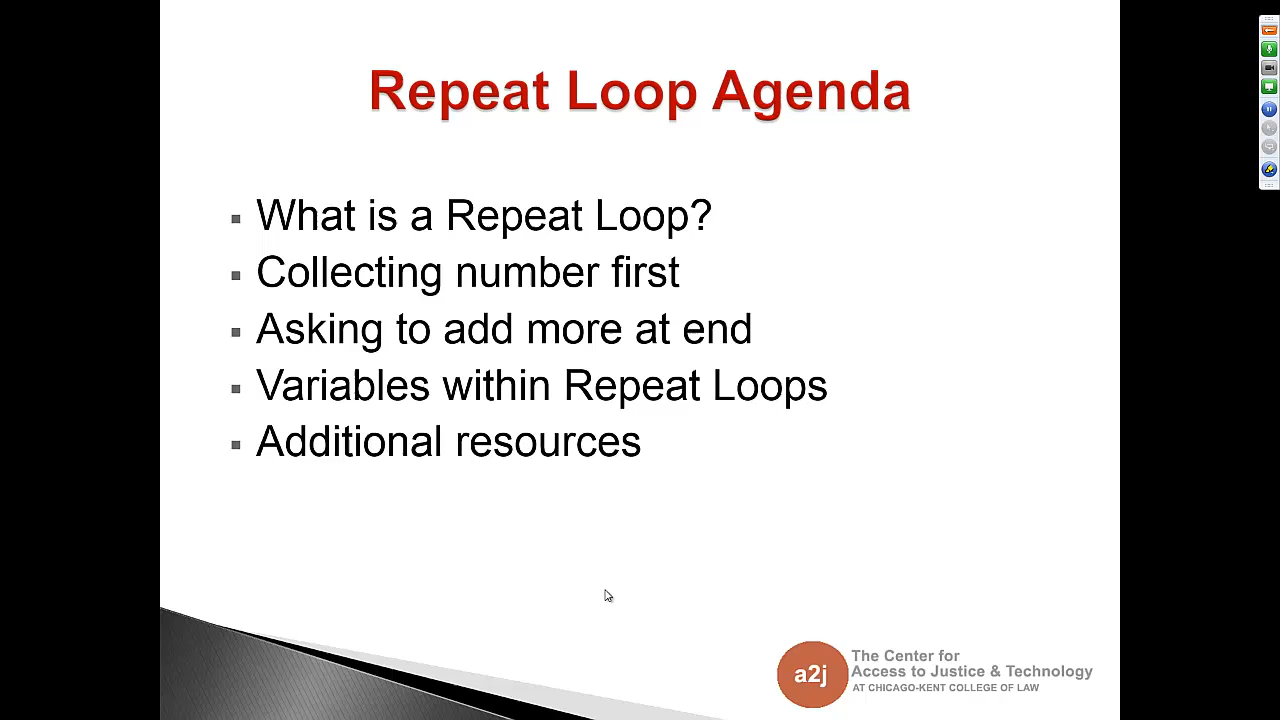 Repeat Loop Agenda
What is a Repeat Loop?
Collecting number first
Asking to add more at end
Variables within Repeat Loops
Additional resources
a2j
The Center for
Access to Justice & Technology
AT CHICAGO-KENT COLLEGE OF LAW